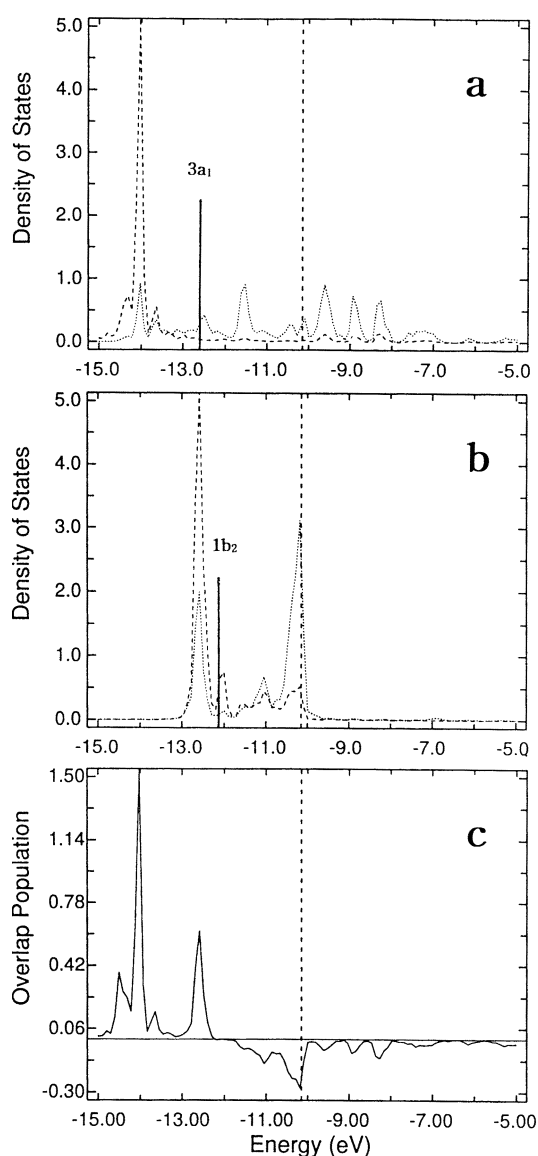 5.0
4.0
3.0
2.0
1.0
0.0
Density of States
a
3a₁
-15.0 -13.0 -11.0 -9.0 -7.0 -5.0
5.0
4.0
3.0
2.0
1.0
0.0
Density of States
b
1b₂
-15.0 -13.0 -11.0 -9.0 -7.0 -5.0
1.50
1.14
0.78
0.42
0.06
-0.30
Overlap Population
c
-15.00 -13.00 -11.00 -9.00 -7.00 -5.00
Energy (eV)